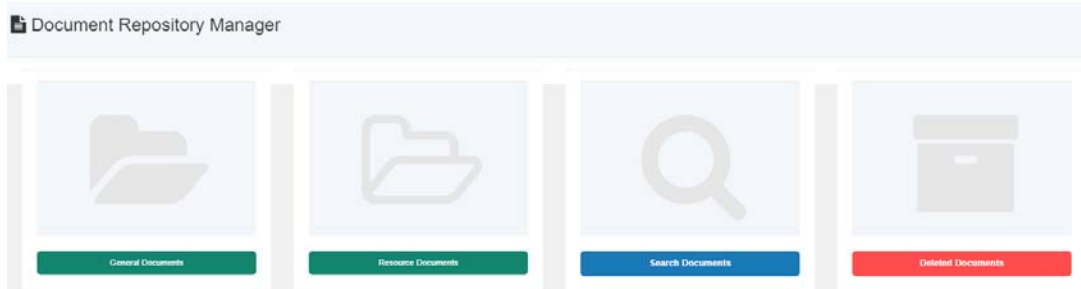 Document Repository Manager
General Documents
Resource Documents
Search Documents
Deleted Documents